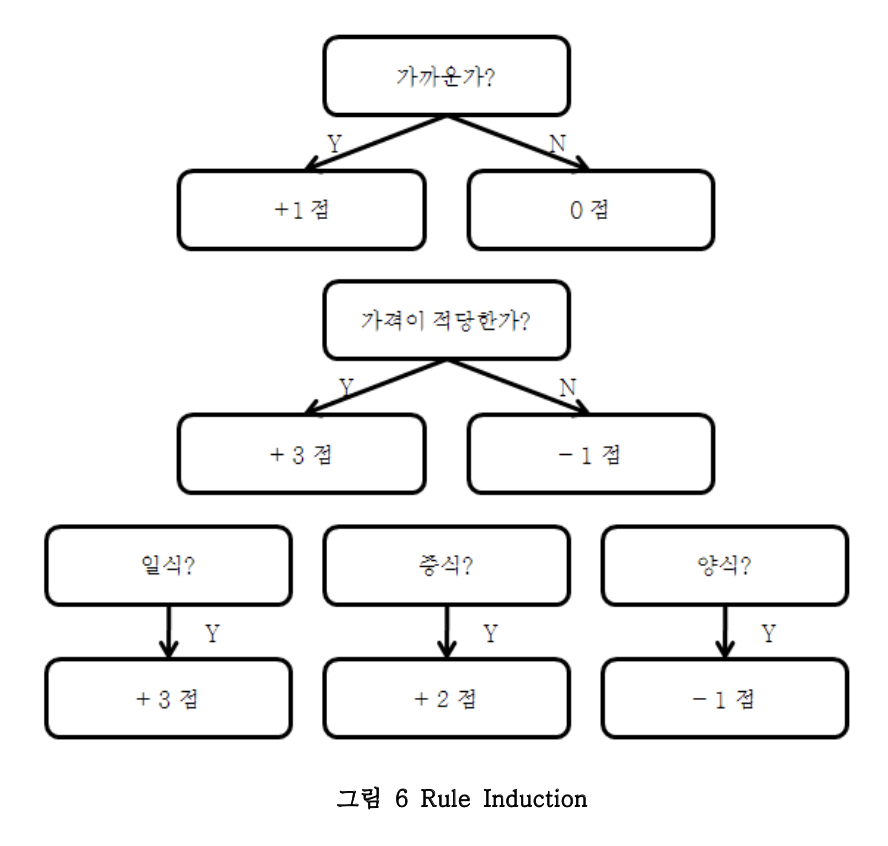 가까운가?
Y N
+1 점 0 점
가격이 적당한가?
Y N
+ 3 점 - 1 점
일식? 중식? 양식?
Y Y Y
+ 3 점 + 2 점 - 1 점
그림 6 Rule Induction